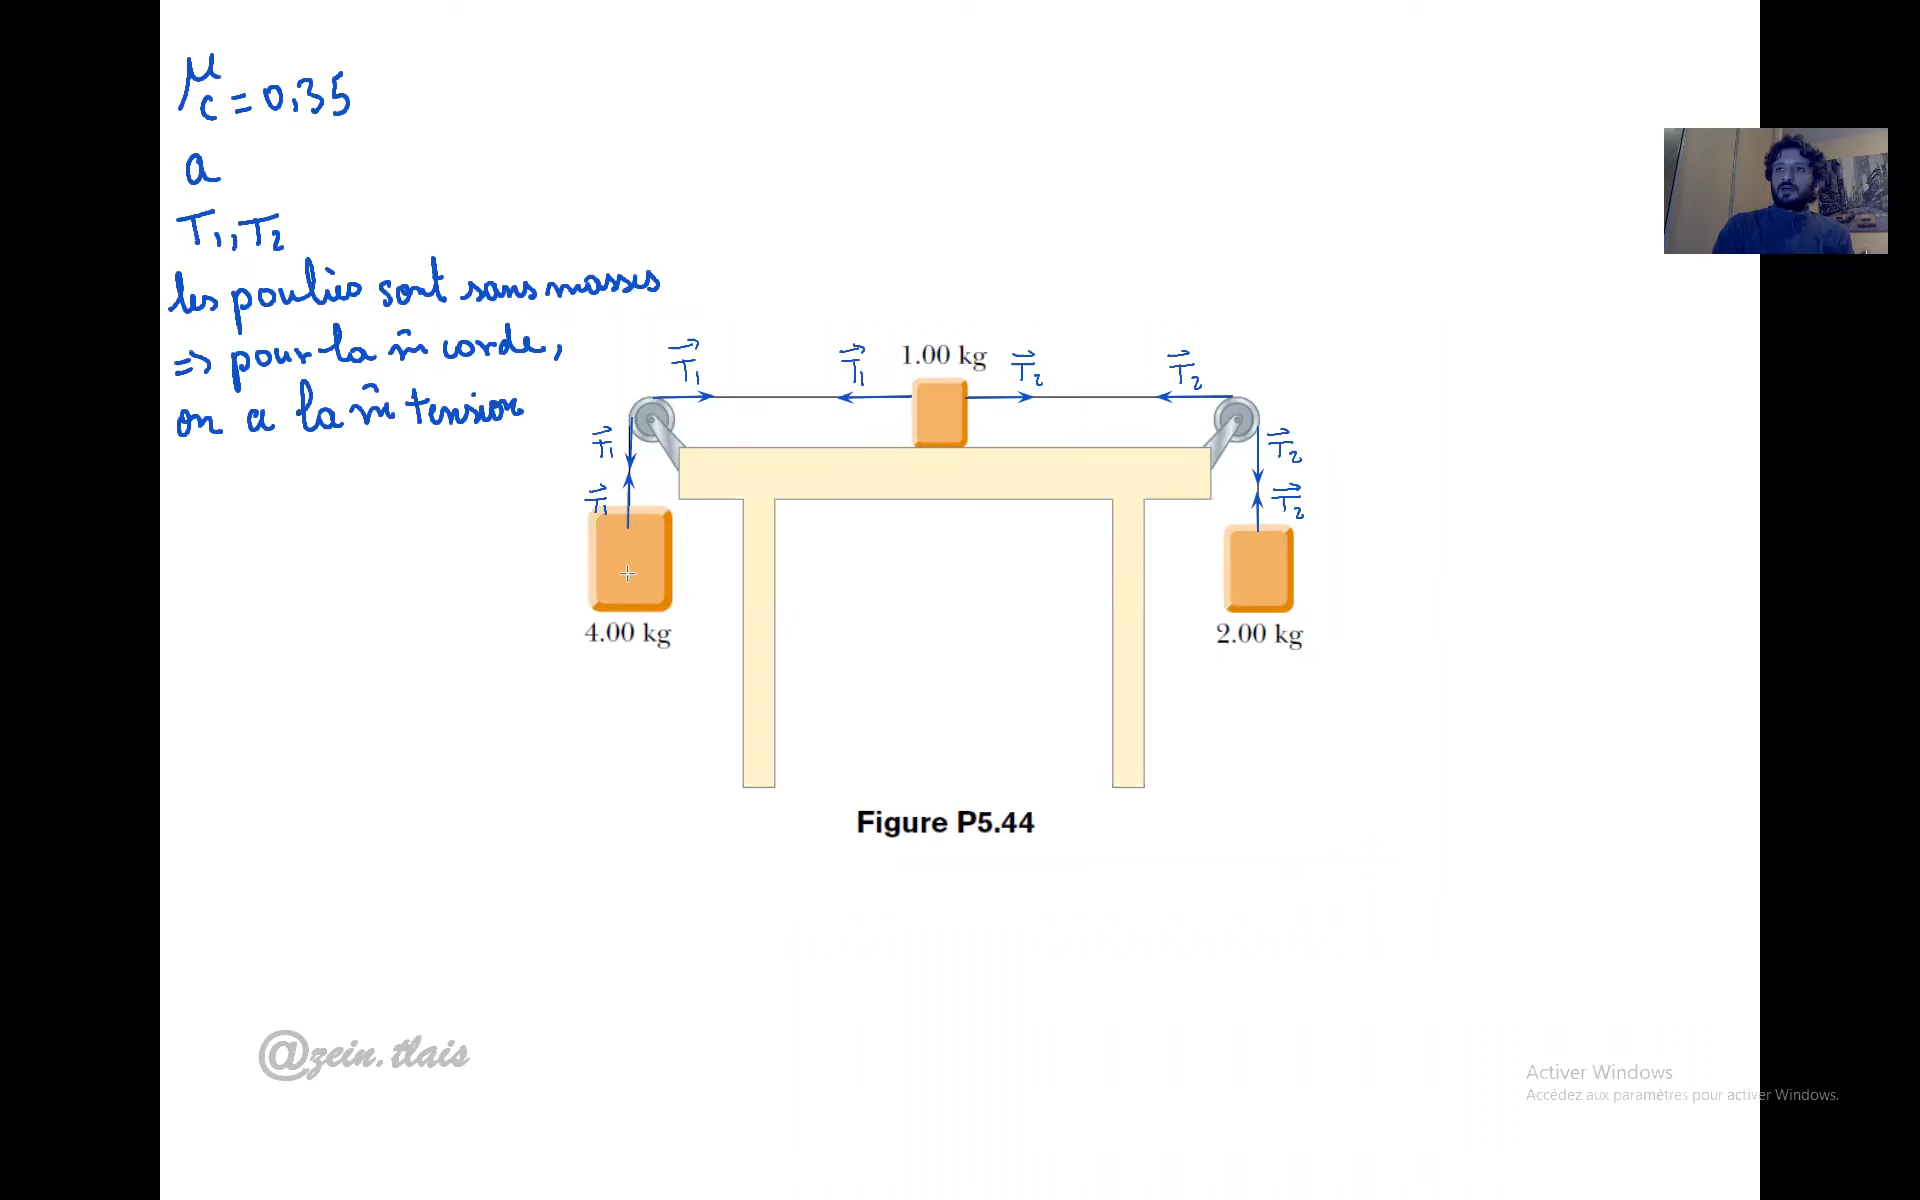 μc = 0,35
a
T₁, T₂
les poulies sont sans masses
=> pour la m̂ corde,
on a la m̂ tension
T₁ T₁ 1.00 kg T₂ T₂
T₁ T₂
T₁ T₂
4.00 kg 2.00 kg
Figure P5.44
@zein.tlais
Activer Windows
Accédez aux paramètres pour activer Windows.